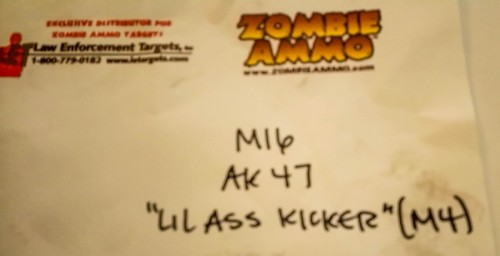 EXCLUSIVE DISTRIBUTOR FOR
ZOMBIE AMMO TARGETS
Law Enforcement Targets, Inc
1-800-779-0182 www.letargets.com
ZOMBIE
AMMO
www.ZOMBIEAMMO.com
M16
AK 47
"LIL ASS KICKER" (M4)